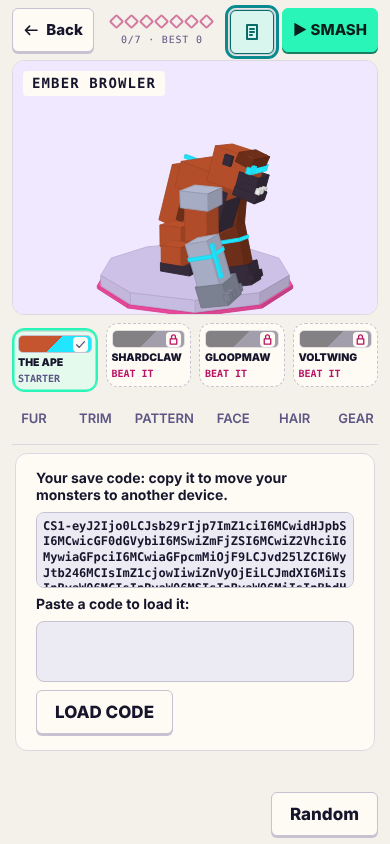 ← Back
0/7 · BEST 0
▶ SMASH
EMBER BROWLER
THE APE
STARTER
SHARDCLAW
BEAT IT
GLOOPMAW
BEAT IT
VOLTWING
BEAT IT
FUR TRIM PATTERN FACE HAIR GEAR
Your save code: copy it to move your
monsters to another device.
CS1-eyJ2Ijo0LCJsb29rIjp7ImZ1ciI6MCwidHJpbS
I6MCwicGF0dGVybiI6MSwiZmFjZSI6MCwiZ2VhciI6
MywiaGFpciI6MCwiaGFpcmMiOjF9LCJvd25lZCI6Wy
Jtb246MCIsImZ1cjowIiwiZnVyOjEiLCJmdXI6MiIs
Paste a code to load it:
LOAD CODE
Random